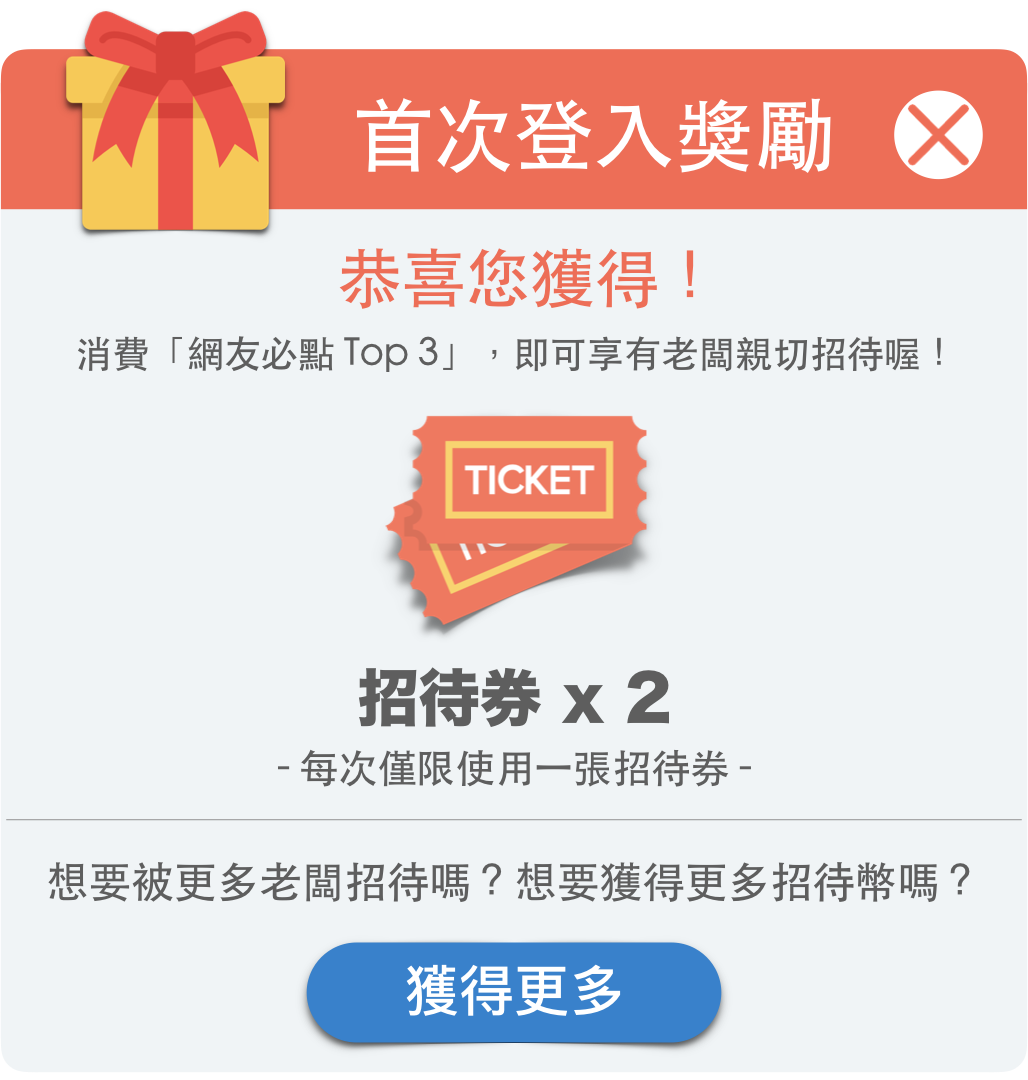 首次登入獎勵
恭喜您獲得！
消費「網友必點 Top 3」，即可享有老闆親切招待喔！
TICKET
招待券 x 2
- 每次僅限使用一張招待券 -
想要被更多老闆招待嗎？想要獲得更多招待幣嗎？
獲得更多